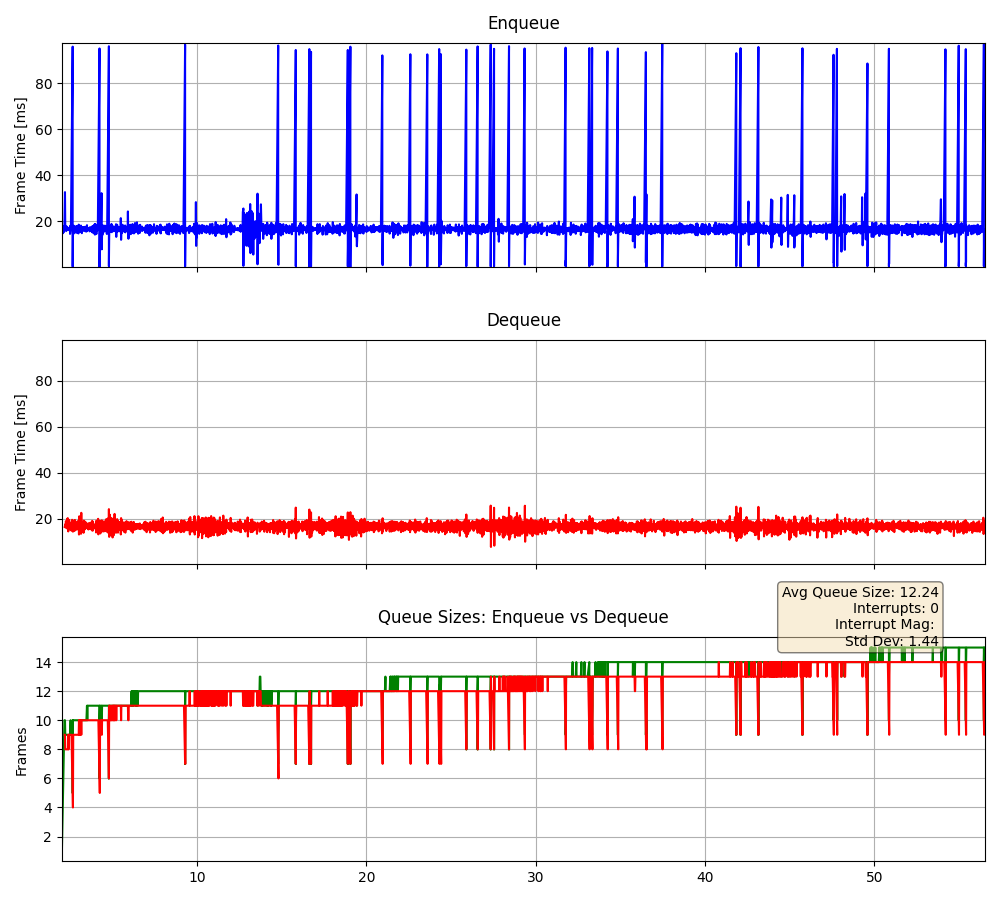 Enqueue
Frame Time [ms]
80
60
40
20
Dequeue
Frame Time [ms]
80
60
40
20
Avg Queue Size: 12.24
Interrupts: 0
Interrupt Mag:
Std Dev: 1.44
Queue Sizes: Enqueue vs Dequeue
Frames
14
12
10
8
6
4
2
10 20 30 40 50